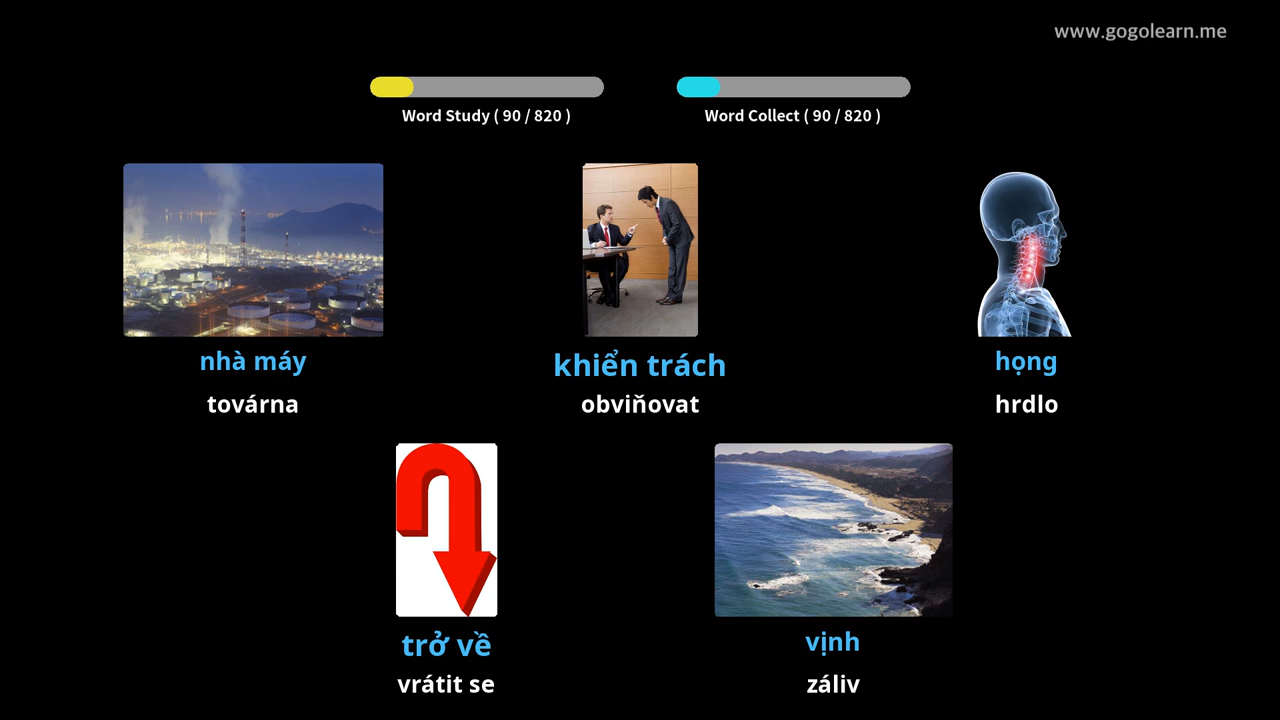 www.gogolearn.me
Word Study ( 90 / 820 )
Word Collect ( 90 / 820 )
nhà máy
továrna
khiển trách
obviňovat
họng
hrdlo
trở về
vrátit se
vịnh
záliv